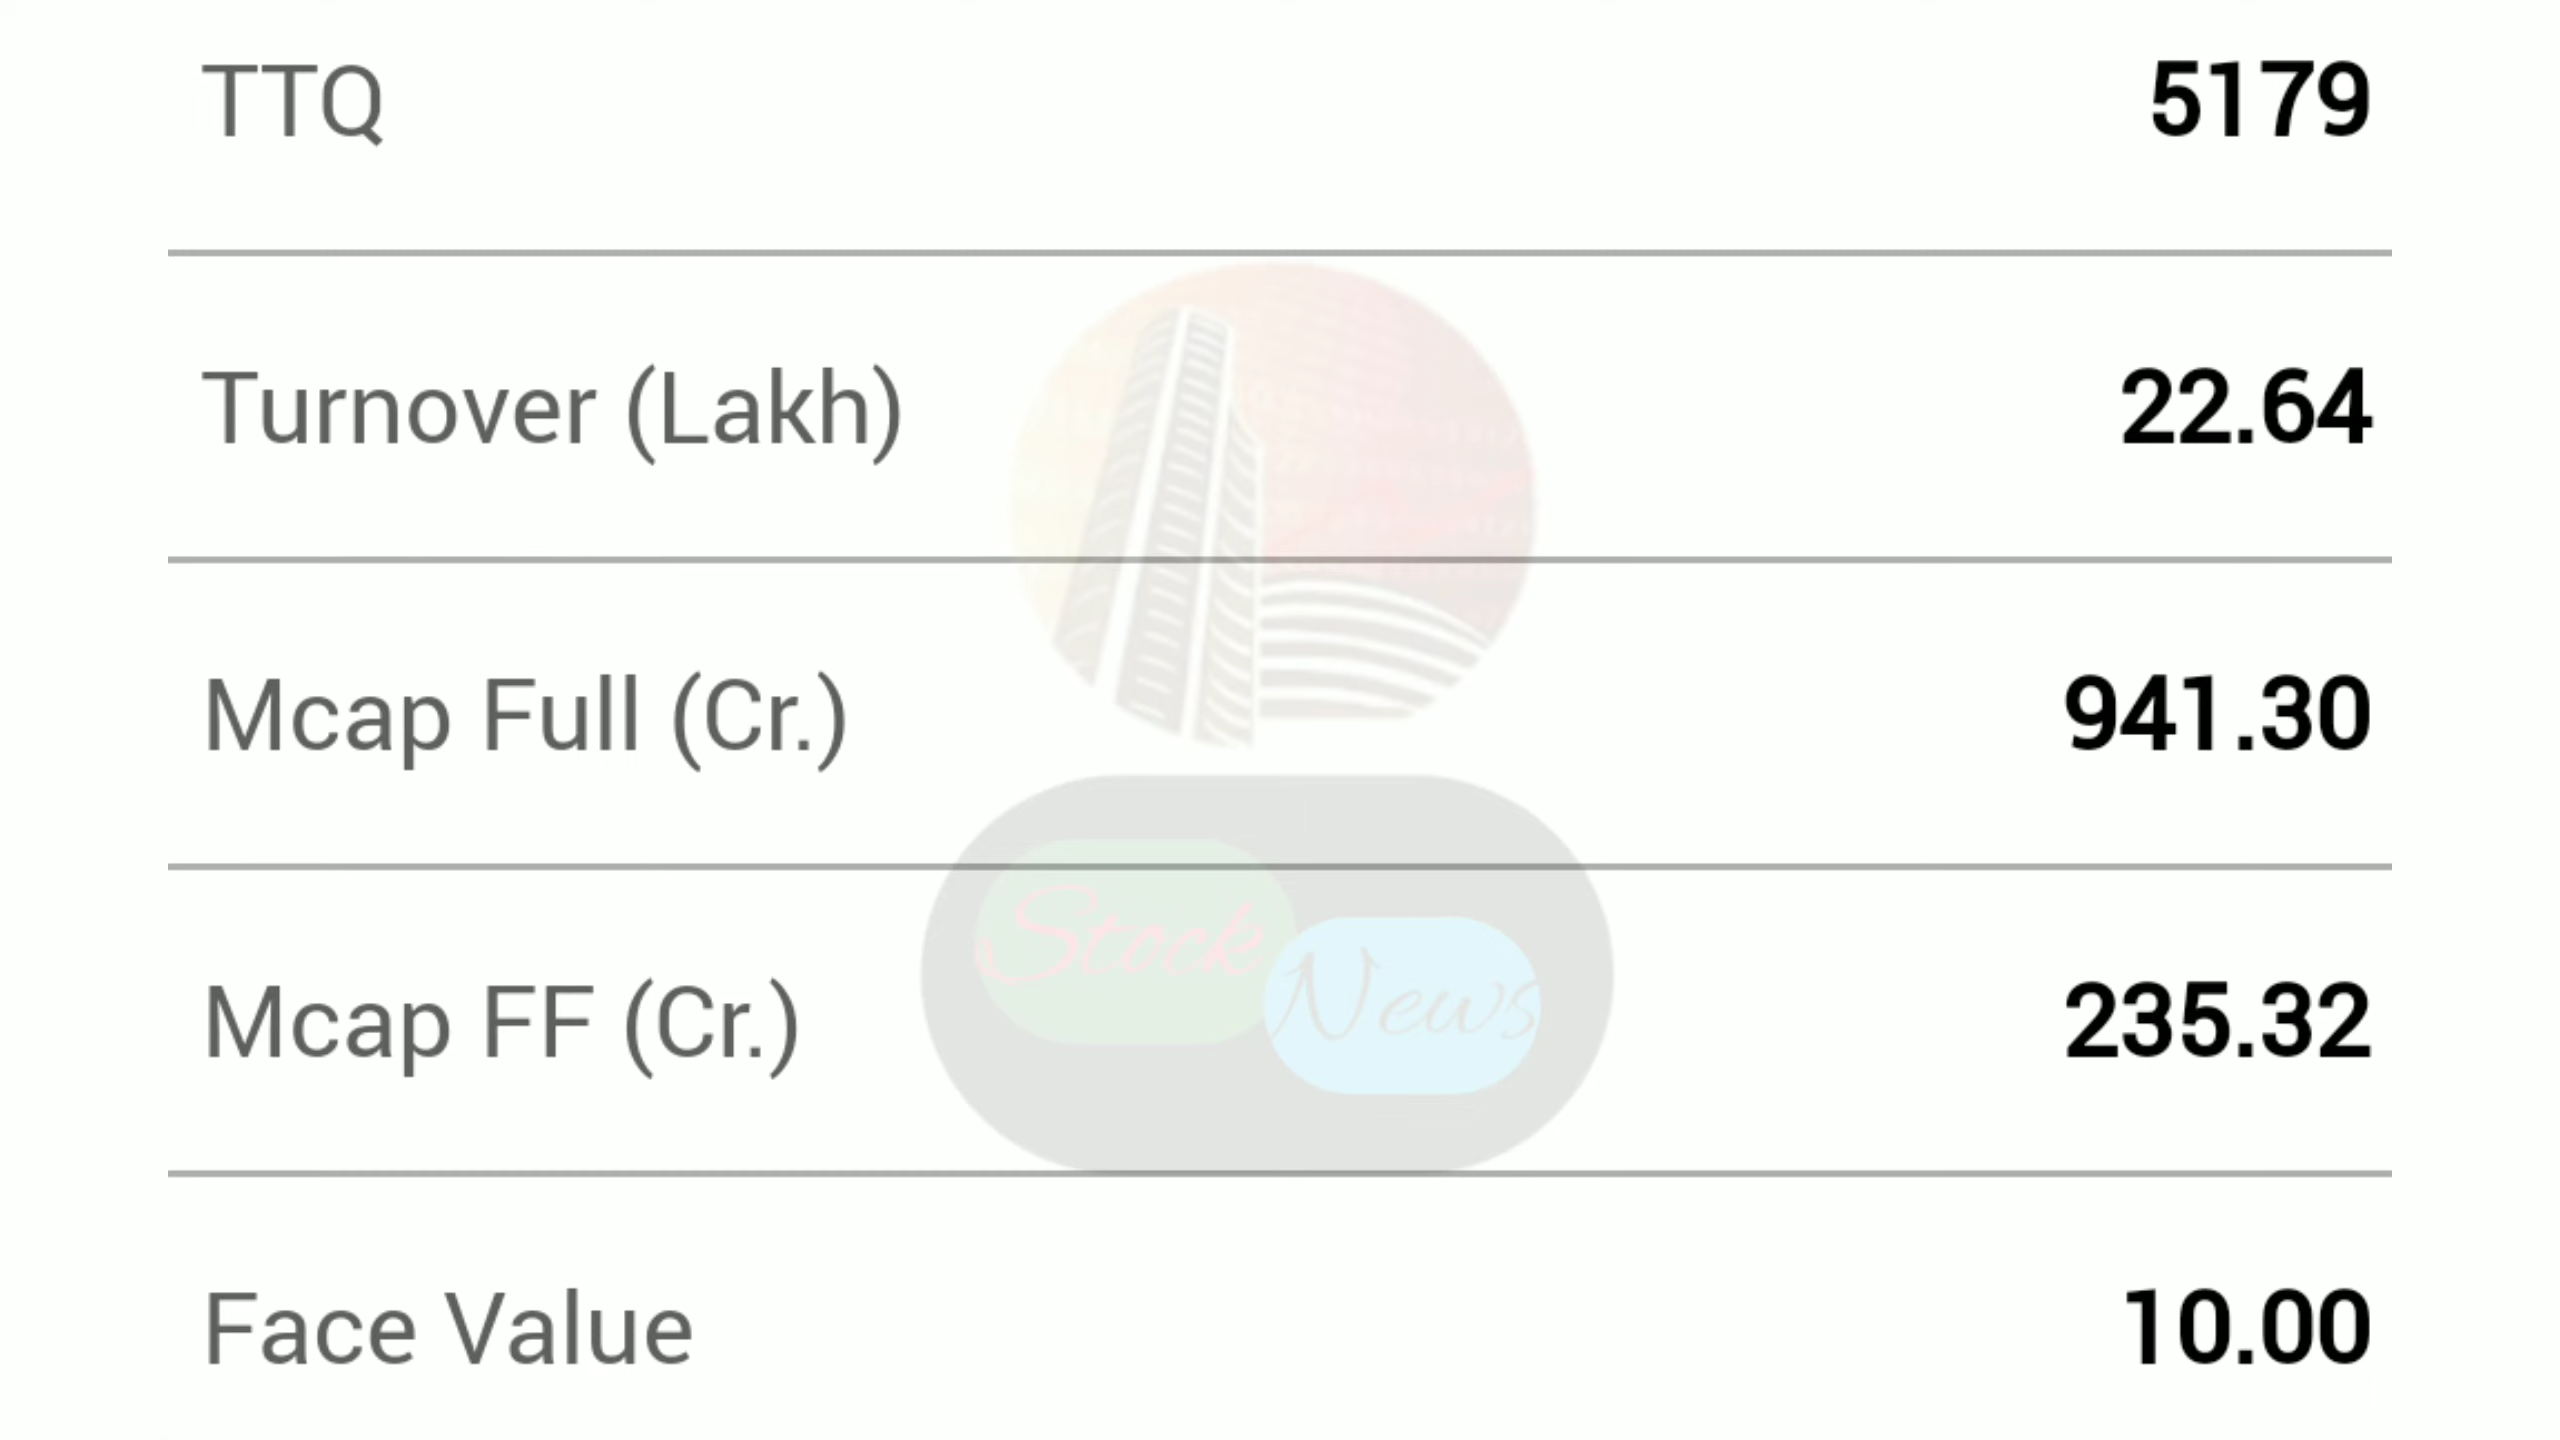 TTQ 5179
Turnover (Lakh) 22.64
Mcap Full (Cr.) 941.30
Stock
News
Mcap FF (Cr.) 235.32
Face Value 10.00